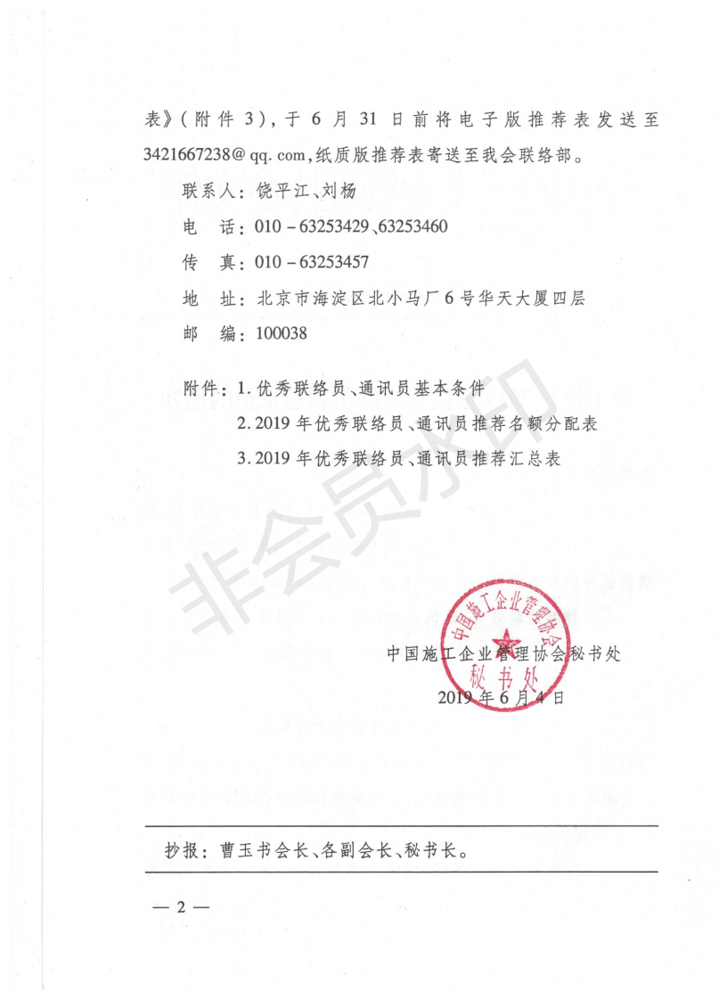 表》(附件 3),于 6 月 31 日前将电子版推荐表发送至
3421667238@qq.com,纸质版推荐表寄送至我会联络部。
联系人：饶平江、刘杨
电 话：010-63253429、63253460
传 真：010-63253457
地 址：北京市海淀区北小马厂 6 号华天大厦四层
邮 编：100038
附件：1.优秀联络员、通讯员基本条件
2.2019 年优秀联络员、通讯员推荐名额分配表
3.2019 年优秀联络员、通讯员推荐汇总表
非会员水印
中国施工企业管理协会
秘书处
中国施工企业管理协会秘书处
2019 年 6 月 4 日
抄报：曹玉书会长、各副会长、秘书长。
— 2 —